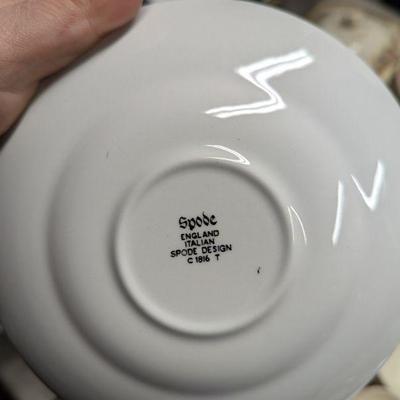 Spode
ENGLAND
ITALIAN
SPODE DESIGN
C 1816 T